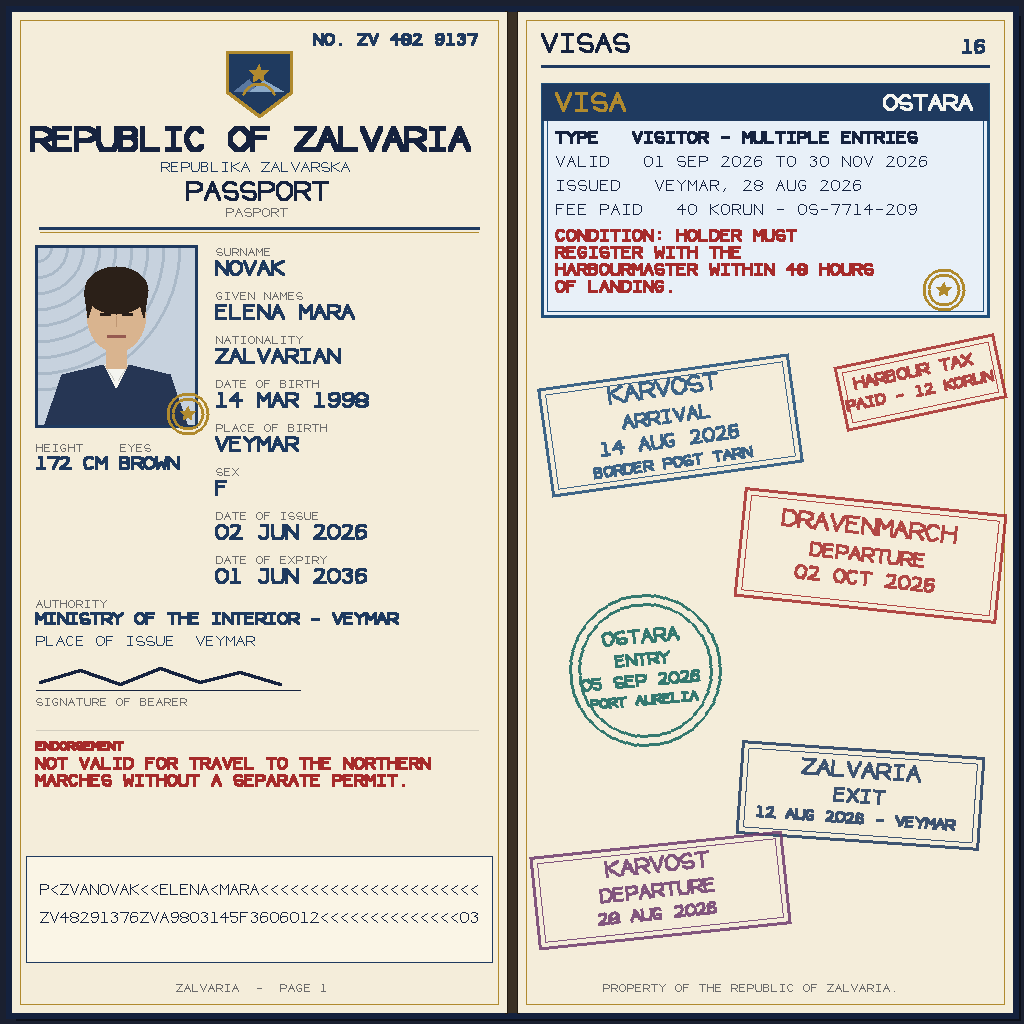 NO. ZV 482 9137
REPUBLIC OF ZALVARIA
REPUBLIKA ZALVARSKA
PASSPORT
PASPORT
SURNAME
NOVAK
GIVEN NAMES
ELENA MARA
NATIONALITY
ZALVARIAN
DATE OF BIRTH
14 MAR 1998
PLACE OF BIRTH
VEYMAR
HEIGHT EYES
172 CM BROWN
SEX
F
DATE OF ISSUE
02 JUN 2026
DATE OF EXPIRY
01 JUN 2036
AUTHORITY
MINISTRY OF THE INTERIOR - VEYMAR
PLACE OF ISSUE VEYMAR
SIGNATURE OF BEARER
ENDORSEMENT
NOT VALID FOR TRAVEL TO THE NORTHERN
MARCHES WITHOUT A SEPARATE PERMIT.
P<ZVANOVAK<<ELENA<MARA<<<<<<<<<<<<<<<<<<<<<<
ZV48291376ZVA9803145F3606012<<<<<<<<<<<<<<03
ZALVARIA - PAGE 1
VISAS 16
VISA OSTARA
TYPE VISITOR - MULTIPLE ENTRIES
VALID 01 SEP 2026 TO 30 NOV 2026
ISSUED VEYMAR, 28 AUG 2026
FEE PAID 40 KORUN - OS-7714-209
CONDITION: HOLDER MUST
REGISTER WITH THE
HARBOURMASTER WITHIN 48 HOURS
OF LANDING.
HARBOUR TAX
PAID - 12 KORUN
KARVOST
ARRIVAL
14 AUG 2026
BORDER POST TARN
DRAVENMARCH
DEPARTURE
02 OCT 2026
OSTARA
ENTRY
05 SEP 2026
PORT AURELIA
ZALVARIA
EXIT
12 AUG 2026 - VEYMAR
KARVOST
DEPARTURE
28 AUG 2026
PROPERTY OF THE REPUBLIC OF ZALVARIA.